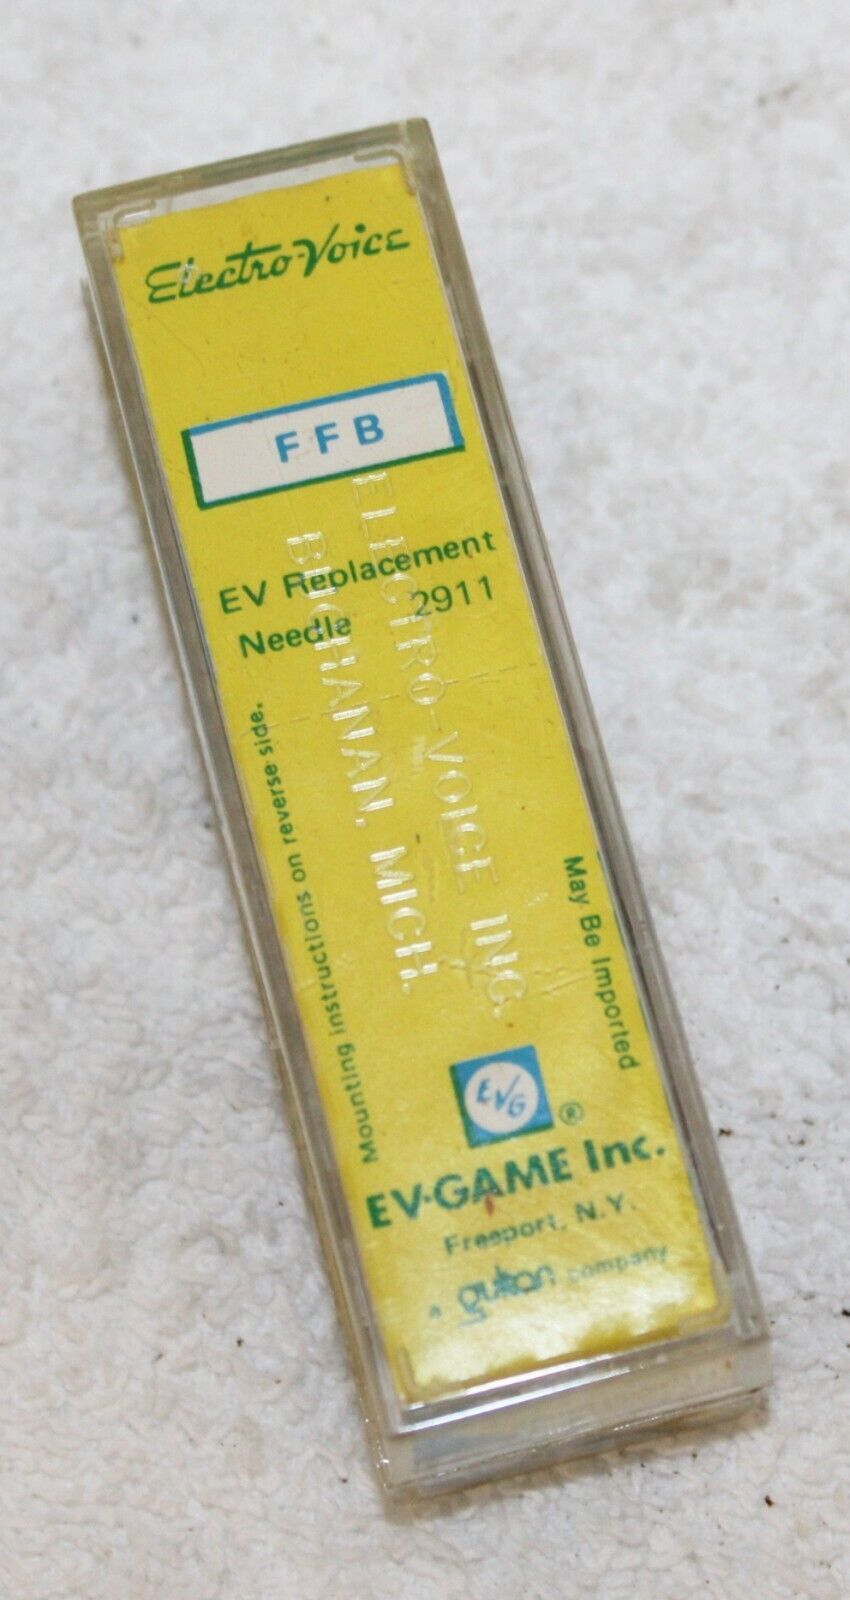 Electro-Voice
FFB
EV Replacement
Needle 2911
ELECTRO-VOICE INC.
BUCHANAN, MICH.
Mounting instructions on reverse side.
May Be Imported
EVG
®
EV-GAME Inc.
Freeport, N.Y.
a gulton company